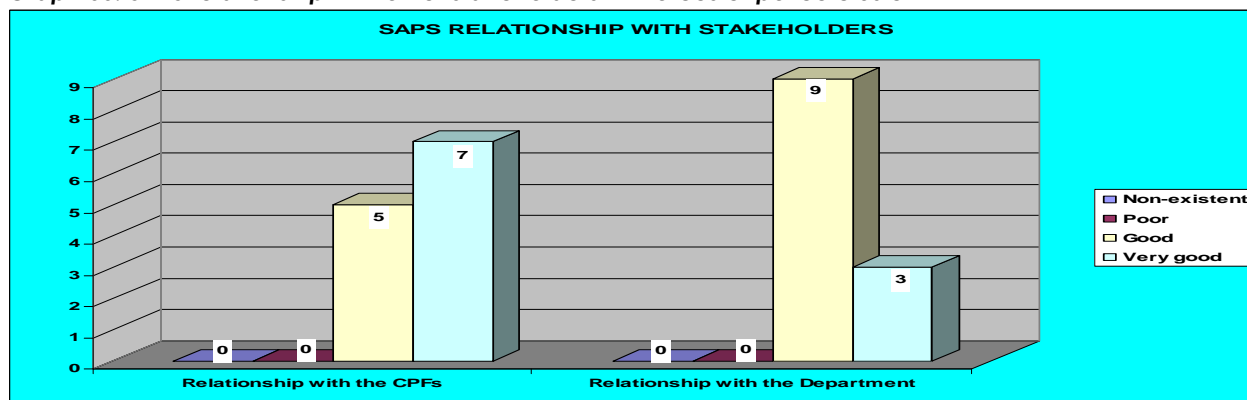 SAPS RELATIONSHIP WITH STAKEHOLDERS
9
8
7
6
5
4
3
2
1
0
0
0
5
7
0
0
9
3
Relationship with the CPFs
Relationship with the Department
Non-existent
Poor
Good
Very good